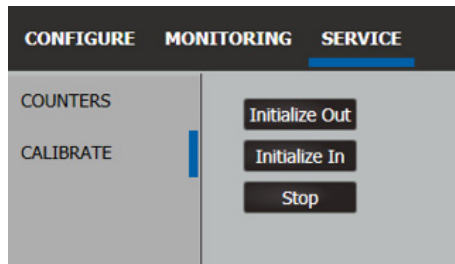 CONFIGURE MONITORING SERVICE
COUNTERS
CALIBRATE
Initialize Out
Initialize In
Stop